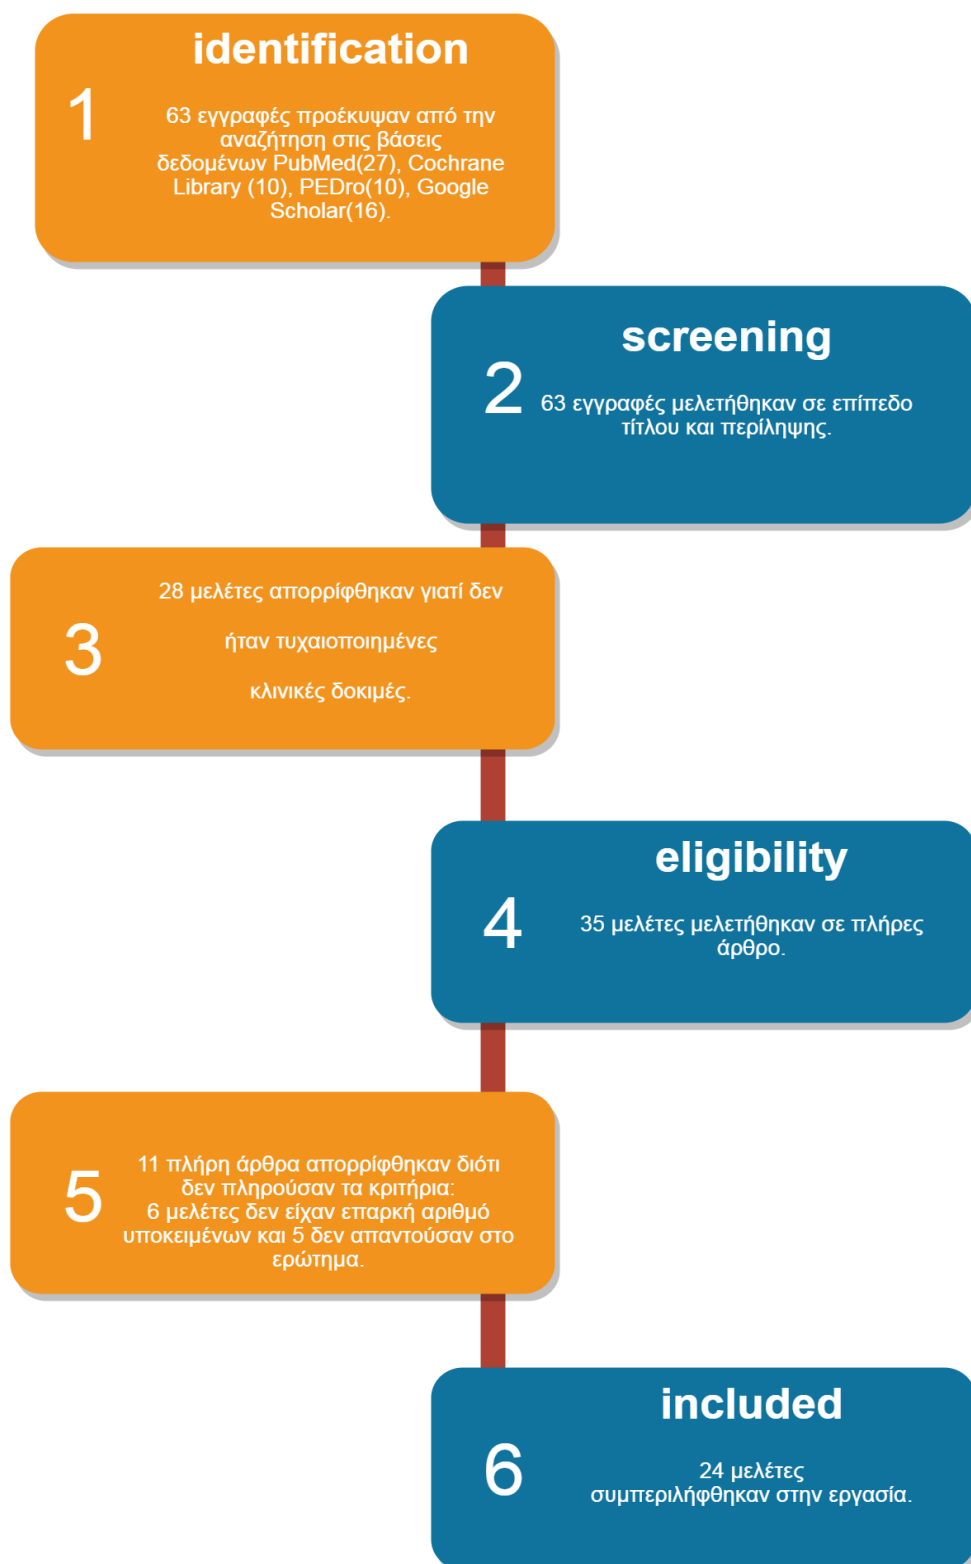 identification
1
63 εγγραφές προέκυψαν από την
αναζήτηση στις βάσεις
δεδομένων PubMed(27), Cochrane
Library (10), PEDro(10), Google
Scholar(16).
screening
2
63 εγγραφές μελετήθηκαν σε επίπεδο
τίτλου και περίληψης.
3
28 μελέτες απορρίφθηκαν γιατί δεν
ήταν τυχαιοποιημένες
κλινικές δοκιμές.
eligibility
4
35 μελέτες μελετήθηκαν σε πλήρες
άρθρο.
5
11 πλήρη άρθρα απορρίφθηκαν διότι
δεν πληρούσαν τα κριτήρια:
6 μελέτες δεν είχαν επαρκή αριθμό
υποκειμένων και 5 δεν απαντούσαν στο
ερώτημα.
included
6
24 μελέτες
συμπεριλήφθηκαν στην εργασία.